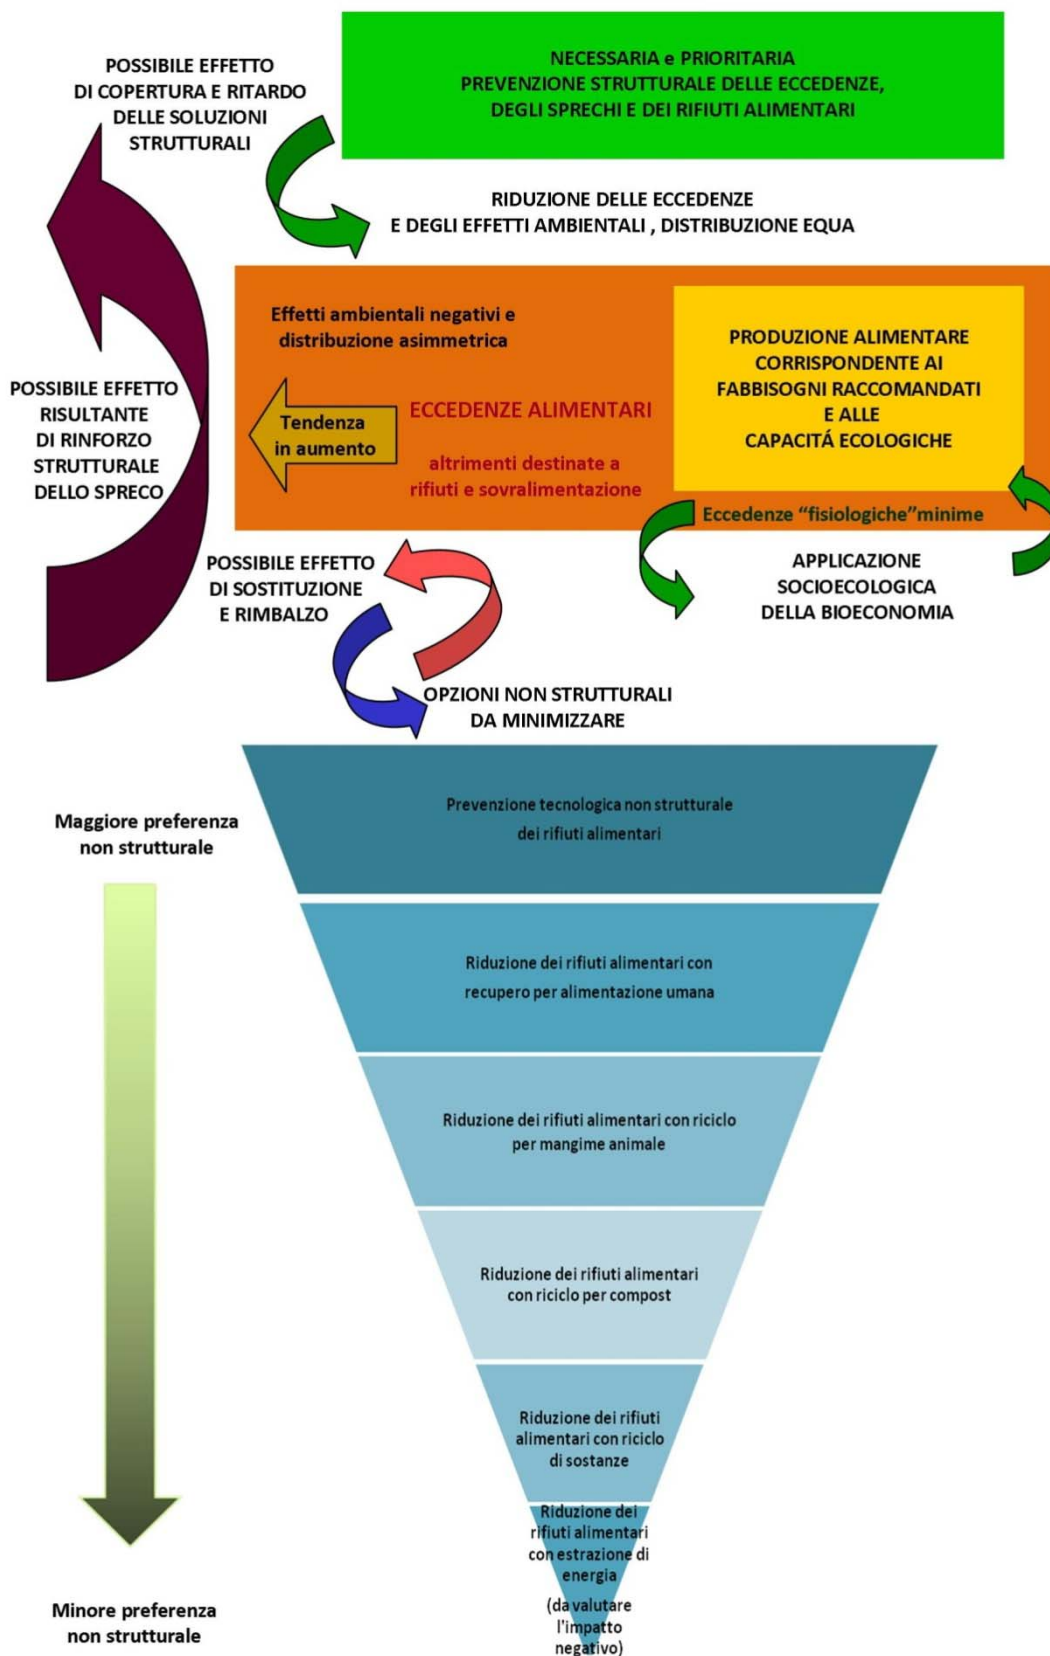 POSSIBILE EFFETTO
DI COPERTURA E RITARDO
DELLE SOLUZIONI
STRUTTURALI
NECESSARIA e PRIORITARIA
PREVENZIONE STRUTTURALE DELLE ECCEDENZE,
DEGLI SPRECHI E DEI RIFIUTI ALIMENTARI
RIDUZIONE DELLE ECCEDENZE
E DEGLI EFFETTI AMBIENTALI , DISTRIBUZIONE EQUA
Effetti ambientali negativi e
distribuzione asimmetrica
PRODUZIONE ALIMENTARE
CORRISPONDENTE AI
FABBISOGNI RACCOMANDATI
E ALLE
CAPACITÁ ECOLOGICHE
POSSIBILE EFFETTO
RISULTANTE
DI RINFORZO
STRUTTURALE
DELLO SPRECO
Tendenza
in aumento
ECCEDENZE ALIMENTARI
altrimenti destinate a
rifiuti e sovralimentazione
Eccedenze “fisiologiche”minime
POSSIBILE EFFETTO
DI SOSTITUZIONE
E RIMBALZO
APPLICAZIONE
SOCIOECOLOGICA
DELLA BIOECONOMIA
OPZIONI NON STRUTTURALI
DA MINIMIZZARE
Maggiore preferenza
non strutturale
Prevenzione tecnologica non strutturale
dei rifiuti alimentari
Riduzione dei rifiuti alimentari con
recupero per alimentazione umana
Riduzione dei rifiuti alimentari con riciclo
per mangime animale
Riduzione dei rifiuti alimentari
con riciclo per compost
Riduzione dei rifiuti
alimentari con riciclo
di sostanze
Riduzione dei
rifiuti alimentari
con estrazione di
energia
(da valutare
l'impatto
negativo)
Minore preferenza
non strutturale